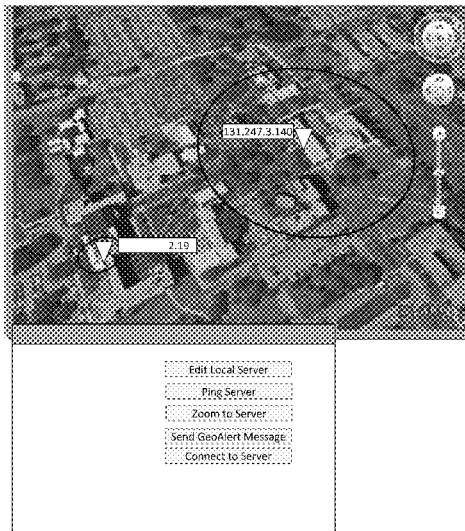 131.247.3.140
2.19
Edit Local Server
Ping Server
Zoom to Server
Send GeoAlert Message
Connect to Server